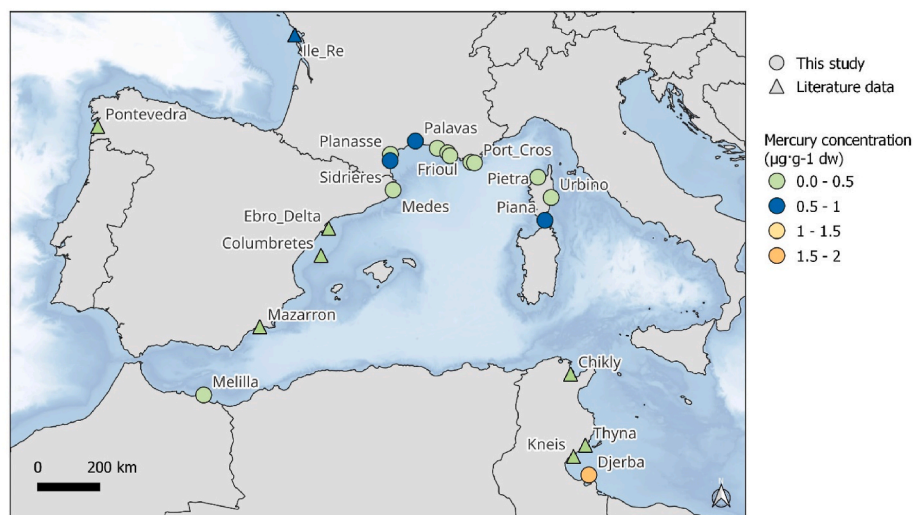 Ile_Re
Pontevedra
Planasse
Palavas
Port_Cros
Frioul
Sidrières
Pietra
Urbino
Medes
Piana
Ebro_Delta
Columbretes
Mazarron
Melilla
Chikly
Thyna
Kneis
Djerba
0 200 km
This study
Literature data
Mercury concentration
(µg·g-1 dw)
0.0 - 0.5
0.5 - 1
1 - 1.5
1.5 - 2